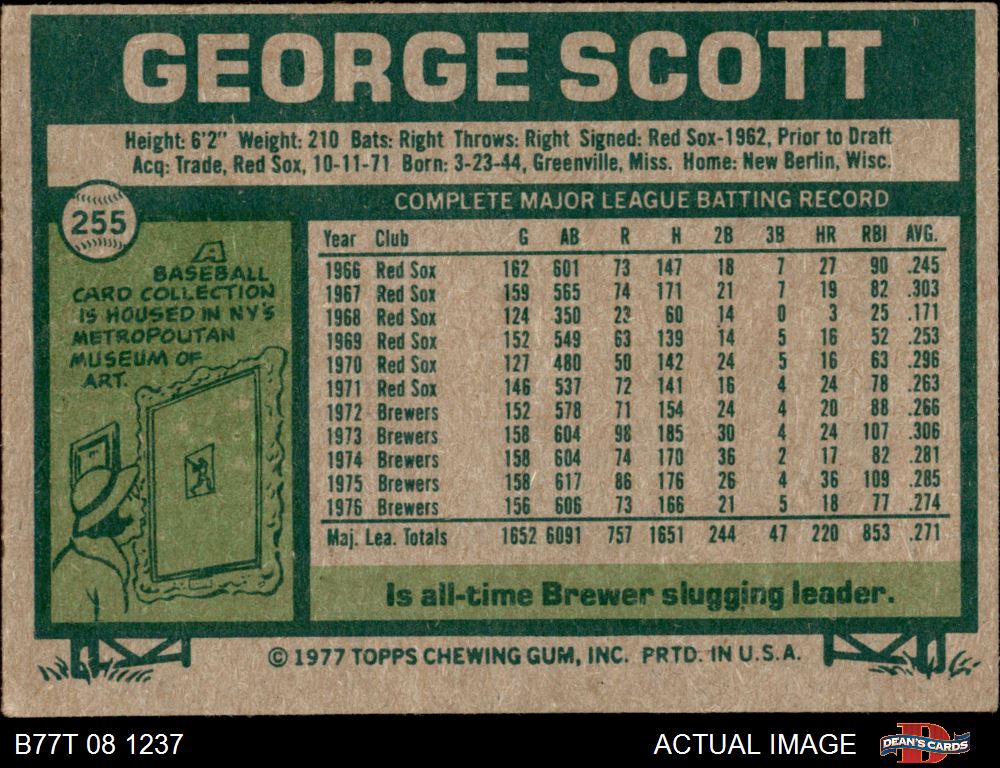 GEORGE SCOTT
Height: 6'2" Weight: 210 Bats: Right Throws: Right Signed: Red Sox-1962, Prior to Draft
Acq: Trade, Red Sox, 10-11-71 Born: 3-23-44, Greenville, Miss. Home: New Berlin, Wisc.
255
A
BASEBALL
CARD COLLECTION
IS HOUSED IN NY'S
METROPOLITAN
MUSEUM OF
ART.
COMPLETE MAJOR LEAGUE BATTING RECORD
Year Club G AB R H 2B 3B HR RBI AVG.
1966 Red Sox 162 601 73 147 18 7 27 90 .245
1967 Red Sox 159 565 74 171 21 7 19 82 .303
1968 Red Sox 124 350 23 60 14 0 3 25 .171
1969 Red Sox 152 549 63 139 14 5 16 52 .253
1970 Red Sox 127 480 50 142 24 5 16 63 .296
1971 Red Sox 146 537 72 141 16 4 24 78 .263
1972 Brewers 152 578 71 154 24 4 20 88 .266
1973 Brewers 158 604 98 185 30 4 24 107 .306
1974 Brewers 158 604 74 170 36 2 17 82 .281
1975 Brewers 158 617 86 176 26 4 36 109 .285
1976 Brewers 156 606 73 166 21 5 18 77 .274
Maj. Lea. Totals 1652 6091 757 1651 244 47 220 853 .271
Is all-time Brewer slugging leader.
© 1977 TOPPS CHEWING GUM, INC. PRTD. IN U.S.A.
B77T 08 1237
ACTUAL IMAGE
DEAN'S CARDS